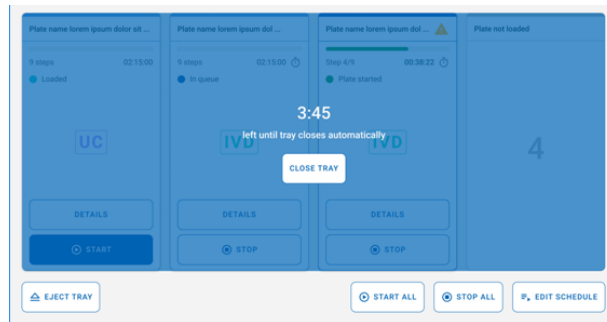 Plate name lorem ipsum dolor sit ...
Plate name lorem ipsum dol ...
Plate name lorem ipsum dol ...
Plate not loaded
9 steps 02:15:00
9 steps 02:15:00
Step 4/9 00:38:22
Loaded
In queue
Plate started
3:45
left until tray closes automatically
UC
IVD
IVD
4
CLOSE TRAY
DETAILS
DETAILS
DETAILS
START
STOP
STOP
EJECT TRAY
START ALL
STOP ALL
EDIT SCHEDULE